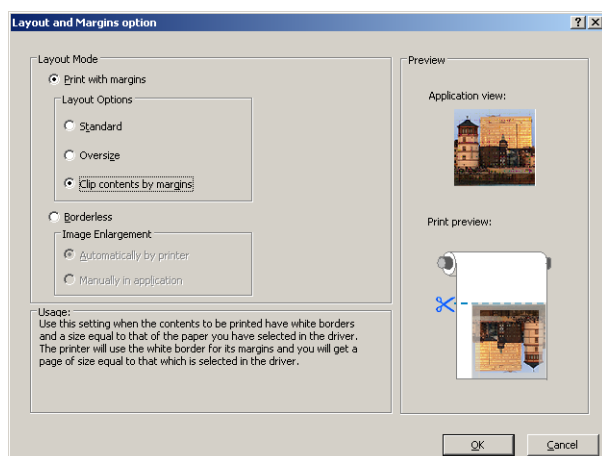 Layout and Margins option
Layout Mode
Print with margins
Layout Options
Standard
Oversize
Clip contents by margins
Borderless
Image Enlargement
Automatically by printer
Manually in application
Usage:
Use this setting when the contents to be printed have white borders
and a size equal to that of the paper you have selected in the driver.
The printer will use the white border for its margins and you will get a
page of size equal to that which is selected in the driver.
Preview
Application view:
Print preview:
OK
Cancel